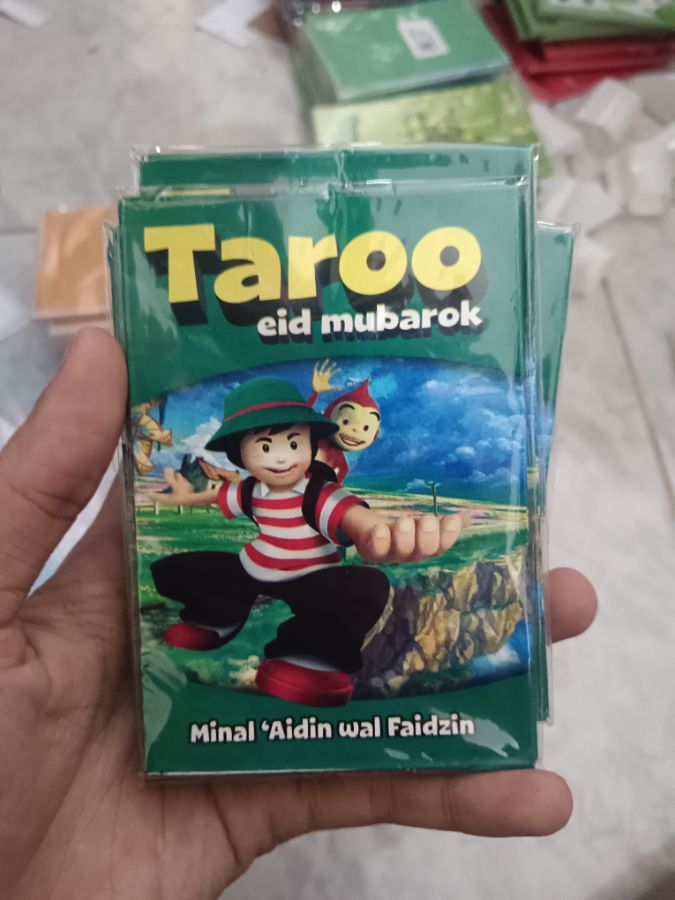 Taroo
eid mubarok
Minal ‘Aidin wal Faidzin